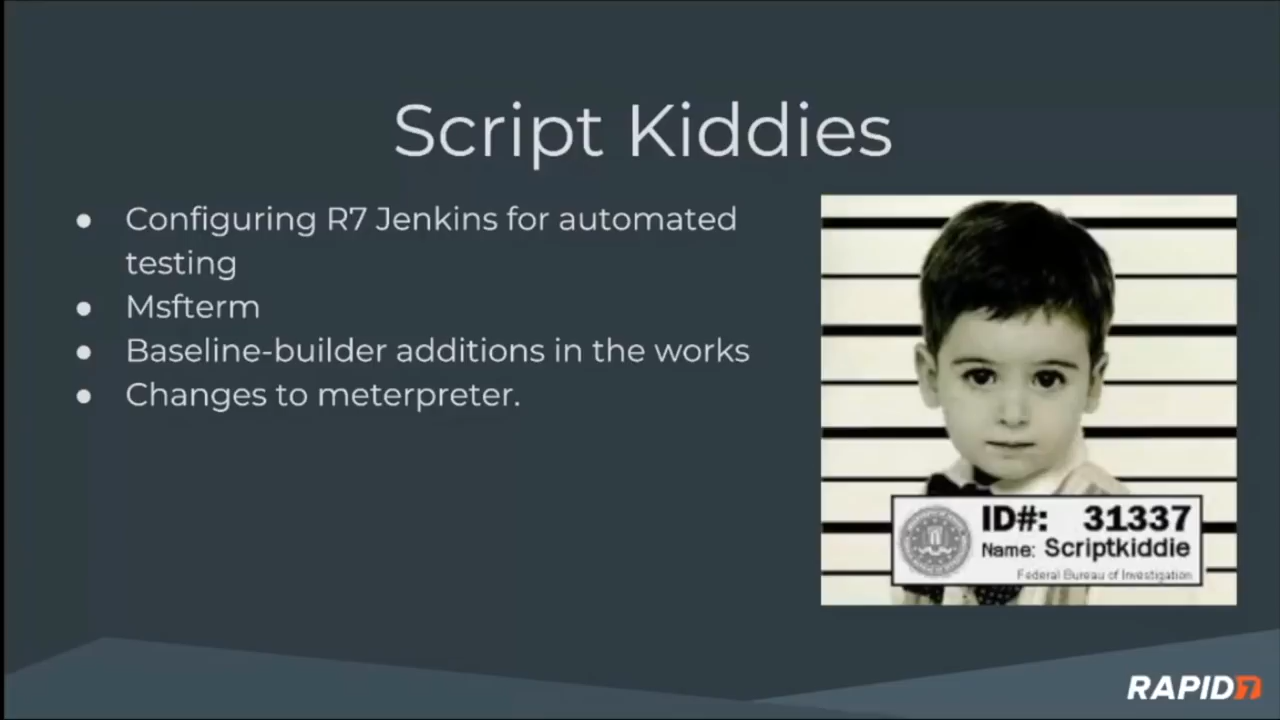 Script Kiddies
● Configuring R7 Jenkins for automated
testing
● Msfterm
● Baseline-builder additions in the works
● Changes to meterpreter.
ID#: 31337
Name: Scriptkiddie
Federal Bureau of Investigation
RAPID7